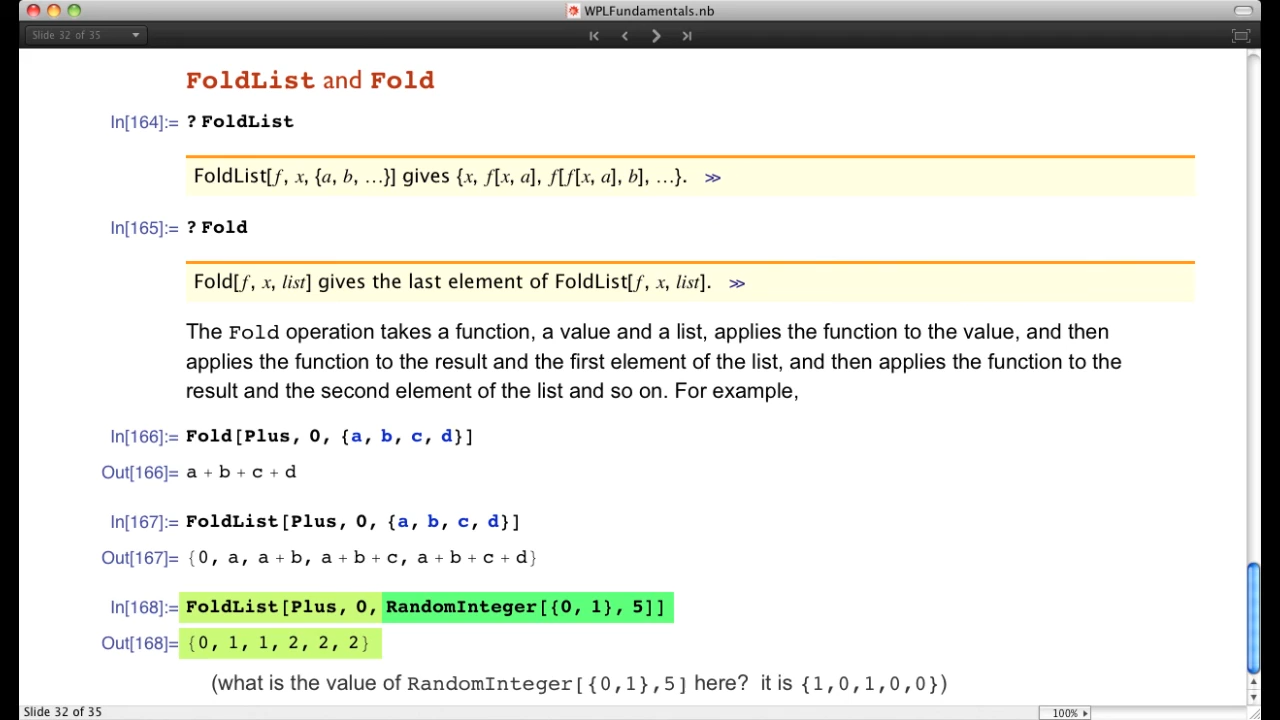 WPLFundamentals.nb
Slide 32 of 35
FoldList and Fold
In[164]:= ? FoldList
FoldList[f, x, {a, b, …}] gives {x, f[x, a], f[f[x, a], b], …}. ≫
In[165]:= ? Fold
Fold[f, x, list] gives the last element of FoldList[f, x, list]. ≫
The Fold operation takes a function, a value and a list, applies the function to the value, and then
applies the function to the result and the first element of the list, and then applies the function to the
result and the second element of the list and so on. For example,
In[166]:= Fold[Plus, 0, {a, b, c, d}]
Out[166]= a + b + c + d
In[167]:= FoldList[Plus, 0, {a, b, c, d}]
Out[167]= {0, a, a + b, a + b + c, a + b + c + d}
In[168]:= FoldList[Plus, 0, RandomInteger[{0, 1}, 5]]
Out[168]= {0, 1, 1, 2, 2, 2}
(what is the value of RandomInteger[{0,1},5] here? it is {1,0,1,0,0})
Slide 32 of 35
100%